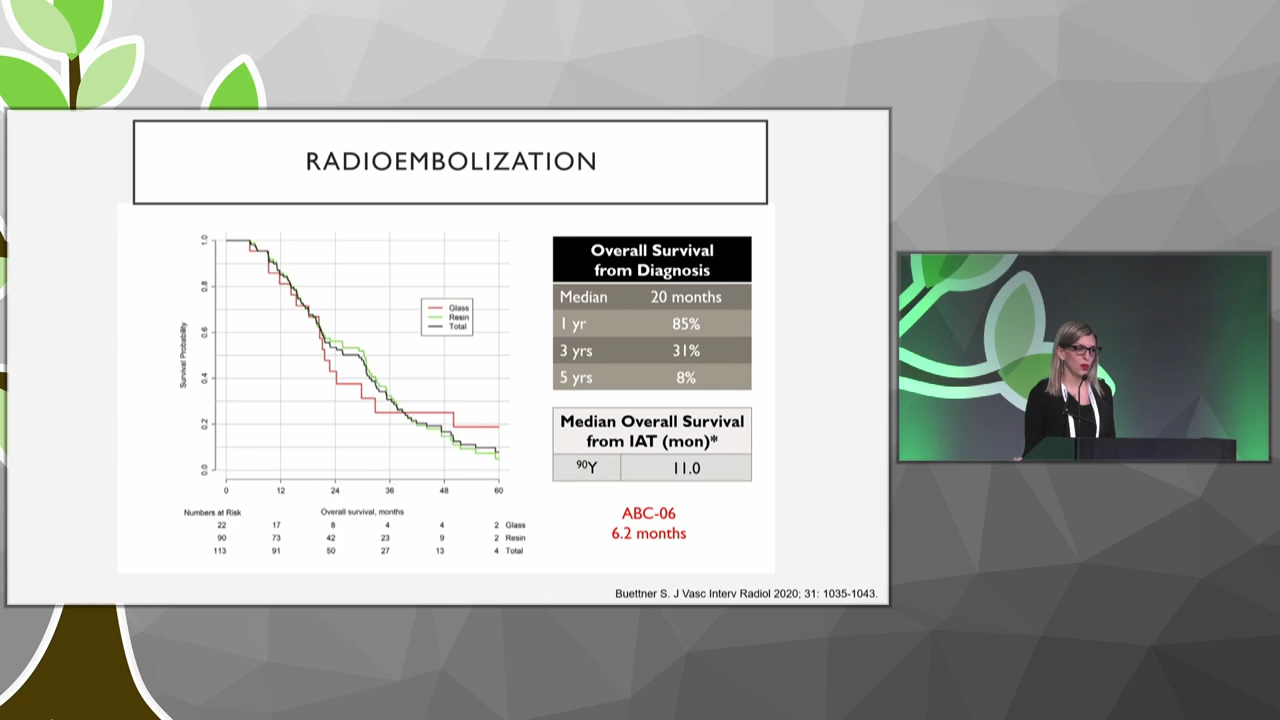 RADIOEMBOLIZATION
Survival Probability
1.0
0.8
0.6
0.4
0.2
0.0
Glass
Resin
Total
0 12 24 36 48 60
Numbers at Risk Overall survival, months
22 17 8 4 4 2 Glass
90 73 42 23 9 2 Resin
113 91 50 27 13 4 Total
Overall Survival
from Diagnosis
Median 20 months
1 yr 85%
3 yrs 31%
5 yrs 8%
Median Overall Survival
from IAT (mon)*
⁹⁰Y 11.0
ABC-06
6.2 months
Buettner S. J Vasc Interv Radiol 2020; 31: 1035-1043.